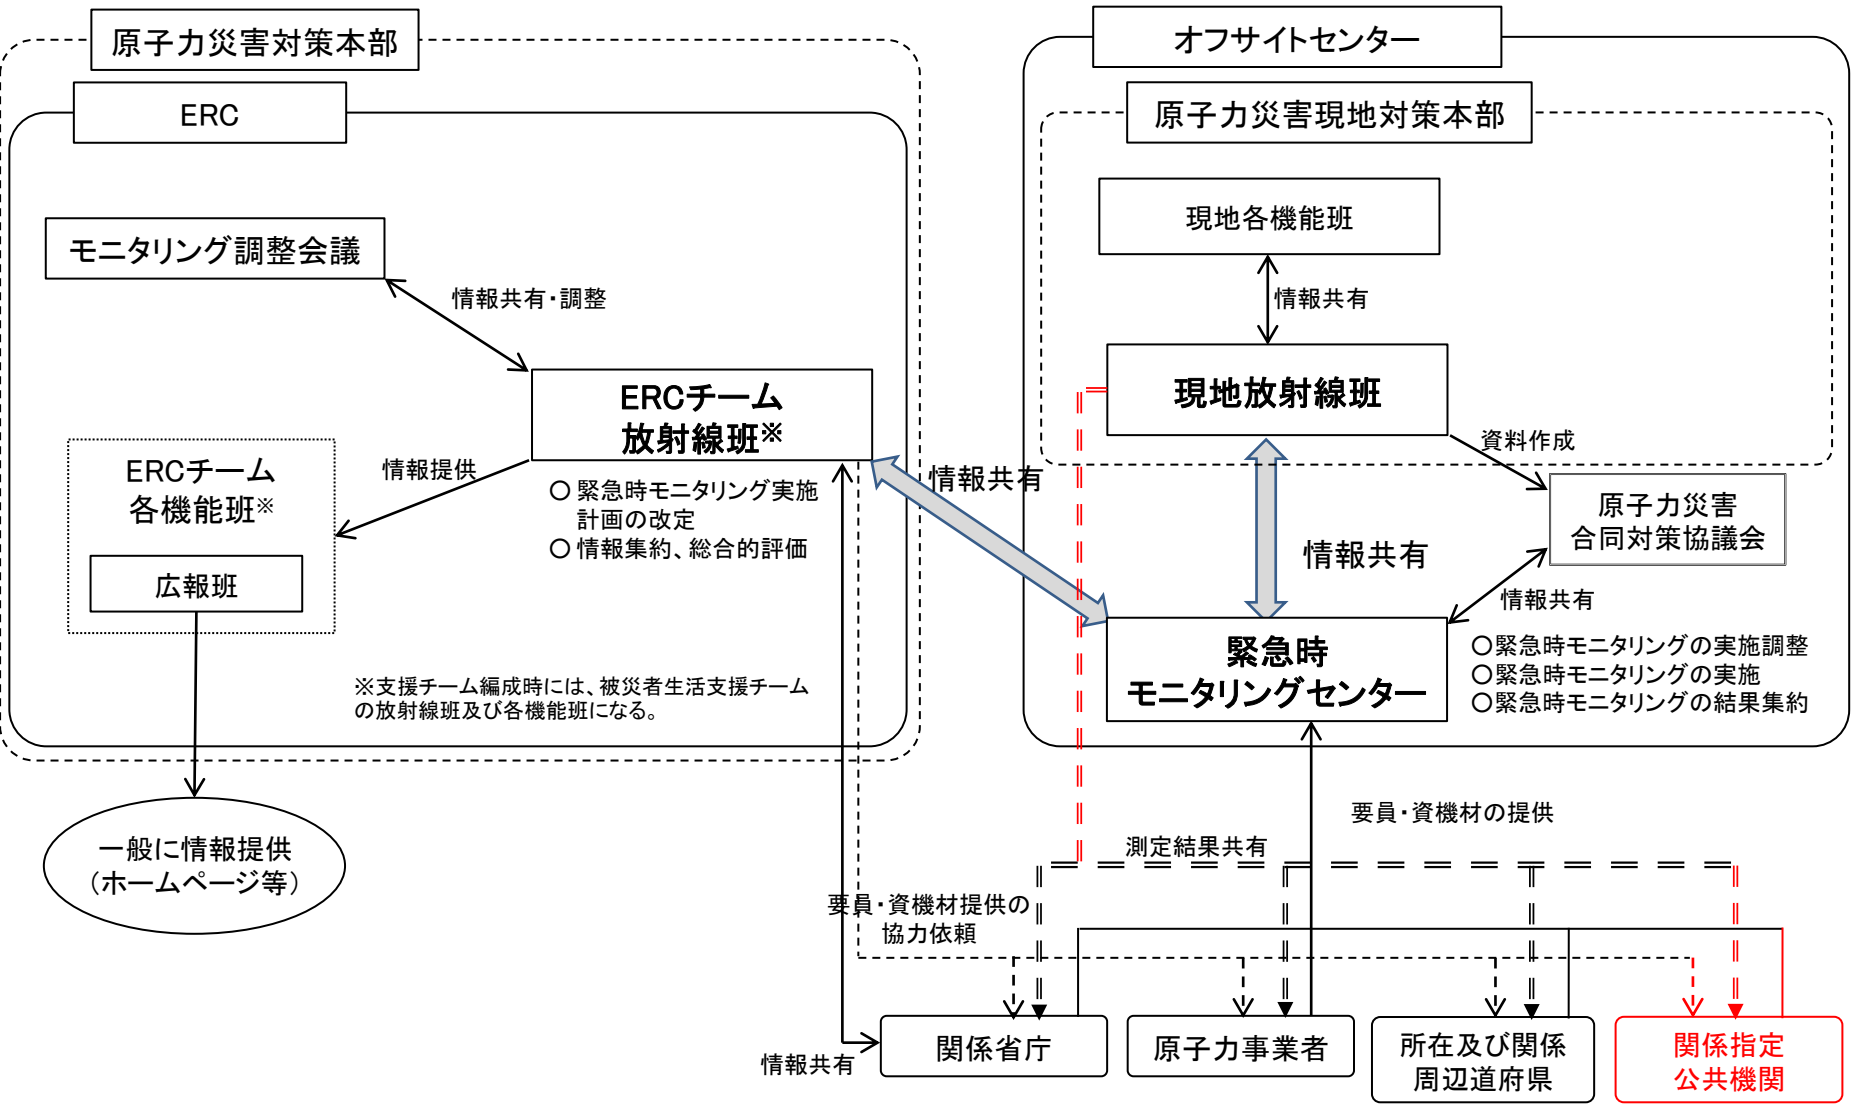 原子力災害対策本部
ERC
モニタリング調整会議
情報共有・調整
ERCチーム
放射線班※
情報提供
ERCチーム
各機能班※
広報班
○ 緊急時モニタリング実施
計画の改定
○ 情報集約、総合的評価
※支援チーム編成時には、被災者生活支援チーム
の放射線班及び各機能班になる。
一般に情報提供
(ホームページ等)
オフサイトセンター
原子力災害現地対策本部
現地各機能班
情報共有
現地放射線班
資料作成
情報共有
情報共有
原子力災害
合同対策協議会
情報共有
緊急時
モニタリングセンター
○緊急時モニタリングの実施調整
○緊急時モニタリングの実施
○緊急時モニタリングの結果集約
要員・資機材の提供
測定結果共有
要員・資機材提供の
協力依頼
情報共有
関係省庁
原子力事業者
所在及び関係
周辺道府県
関係指定
公共機関